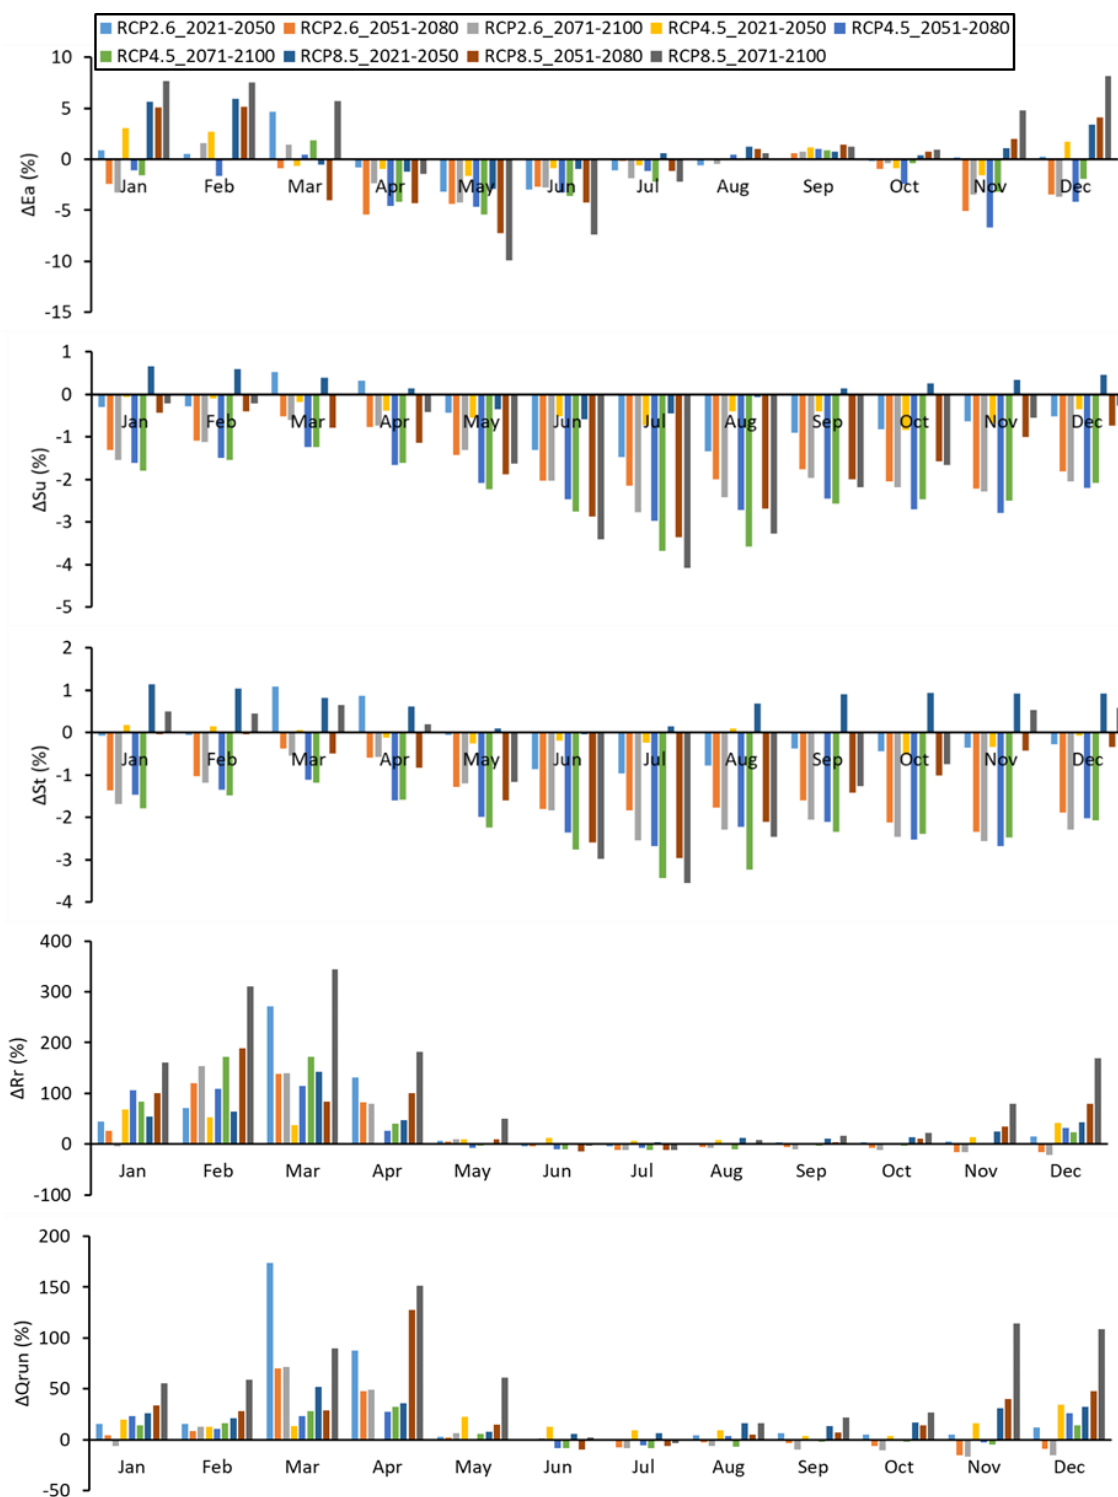 RCP2.6_2021-2050 RCP2.6_2051-2080 RCP2.6_2071-2100 RCP4.5_2021-2050 RCP4.5_2051-2080
RCP4.5_2071-2100 RCP8.5_2021-2050 RCP8.5_2051-2080 RCP8.5_2071-2100
10
5
0
-5
-10
-15
ΔEa (%)
Jan Feb Mar Apr May Jun Jul Aug Sep Oct Nov Dec
1
0
-1
-2
-3
-4
-5
ΔSu (%)
Jan Feb Mar Apr May Jun Jul Aug Sep Oct Nov Dec
2
1
0
-1
-2
-3
-4
ΔSt (%)
Jan Feb Mar Apr May Jun Jul Aug Sep Oct Nov Dec
400
300
200
100
0
-100
ΔRr (%)
Jan Feb Mar Apr May Jun Jul Aug Sep Oct Nov Dec
200
150
100
50
0
-50
ΔQrun (%)
Jan Feb Mar Apr May Jun Jul Aug Sep Oct Nov Dec